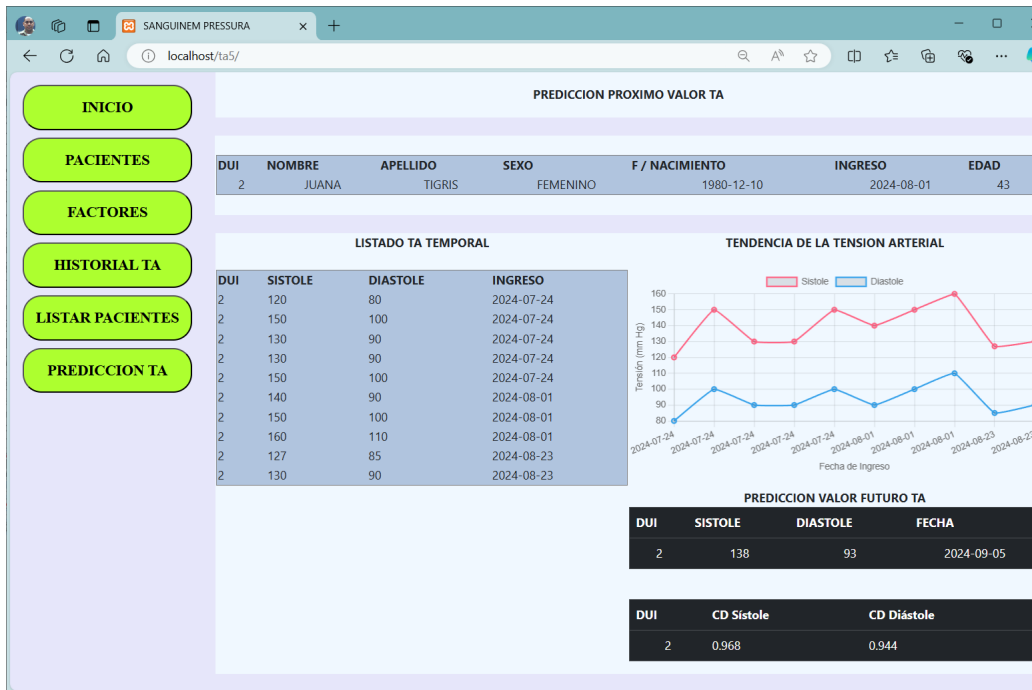 SANGUINEM PRESSURA
localhost/ta5/
INICIO
PACIENTES
FACTORES
HISTORIAL TA
LISTAR PACIENTES
PREDICCION TA
PREDICCION PROXIMO VALOR TA
DUI NOMBRE APELLIDO SEXO F / NACIMIENTO INGRESO EDAD
2 JUANA TIGRIS FEMENINO 1980-12-10 2024-08-01 43
LISTADO TA TEMPORAL
DUI SISTOLE DIASTOLE INGRESO
2 120 80 2024-07-24
2 150 100 2024-07-24
2 130 90 2024-07-24
2 130 90 2024-07-24
2 150 100 2024-07-24
2 140 90 2024-08-01
2 150 100 2024-08-01
2 160 110 2024-08-01
2 127 85 2024-08-23
2 130 90 2024-08-23
TENDENCIA DE LA TENSION ARTERIAL
Sistole Diastole
Tensión (mm Hg)
160
150
140
130
120
110
100
90
80
2024-07-24 2024-07-24 2024-07-24 2024-07-24 2024-07-24 2024-08-01 2024-08-01 2024-08-01 2024-08-23 2024-08-23
Fecha de Ingreso
PREDICCION VALOR FUTURO TA
DUI SISTOLE DIASTOLE FECHA
2 138 93 2024-09-05
DUI CD Sístole CD Diástole
2 0.968 0.944